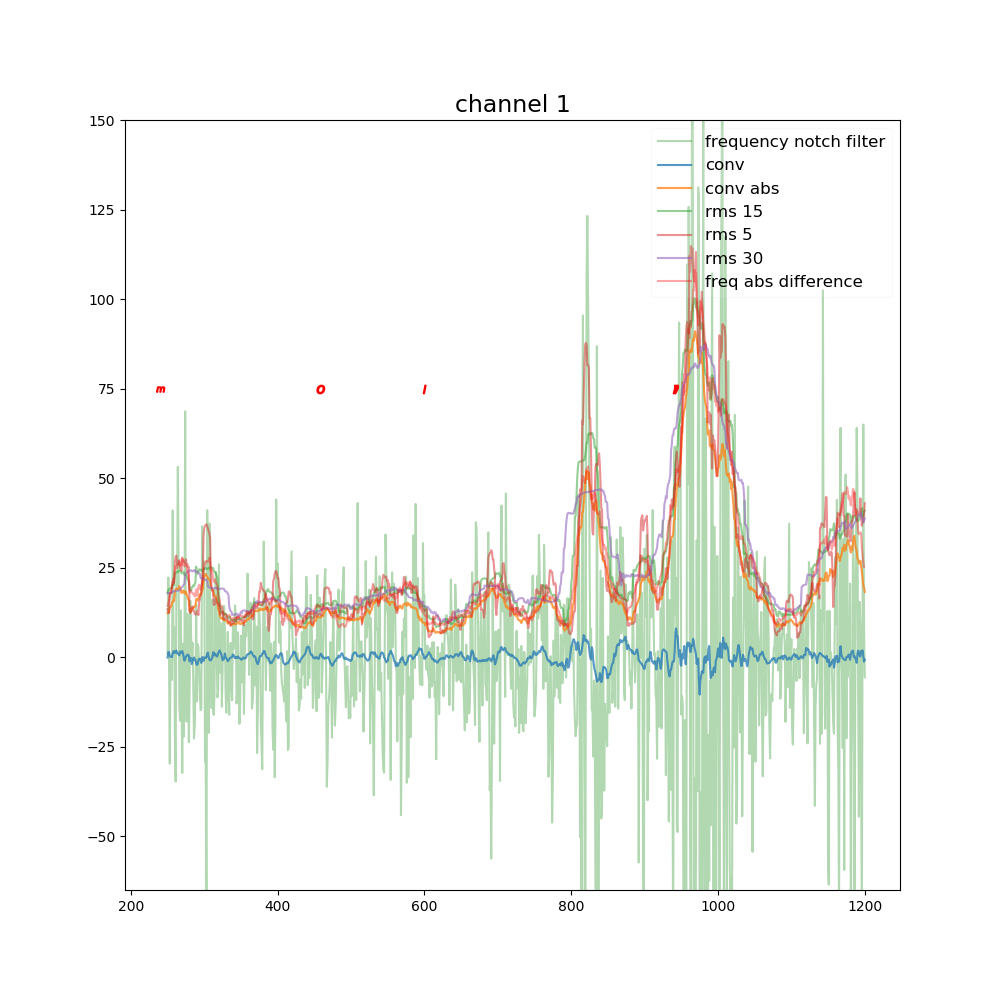 channel 1
150
125
100
75
50
25
0
−25
−50
frequency notch filter
conv
conv abs
rms 15
rms 5
rms 30
freq abs difference
m o l ,
200 400 600 800 1000 1200